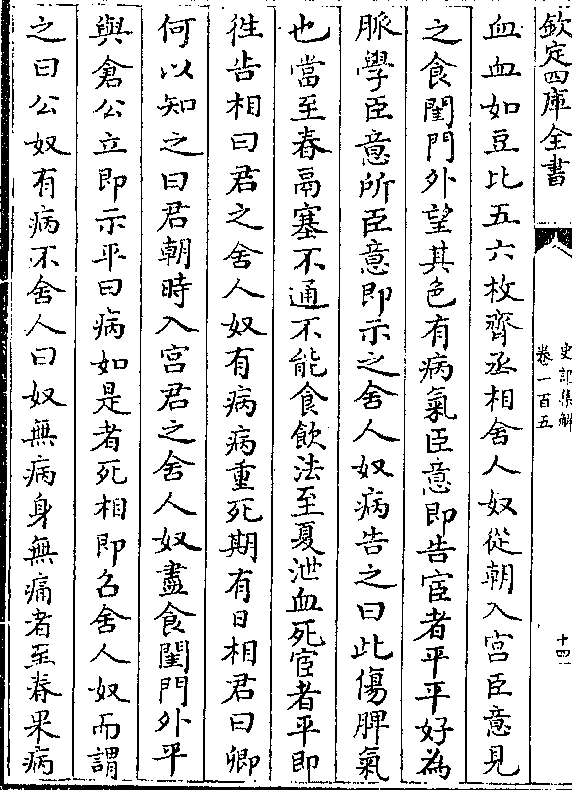 欽定四庫全書
史記集解
卷一百五
十四
血血如豆比五六枚齊丞相舍人奴從朝入宮臣意見
之食閨門外望其色有病氣臣意即告宦者平平好為
脈學臣意所臣意即示之舍人奴病告之曰此傷脾氣
也當至春鬲塞不通不能食飲法至夏泄血死宦者平即
徃告相曰君之舍人奴有病病重死期有日相君曰卿
何以知之曰君朝時入宮君之舍人奴盡食閨門外平
與倉公立即示平曰病如是者死相即召舍人奴而謂
之曰公奴有病不舍人曰奴無病身無痛者至春果病